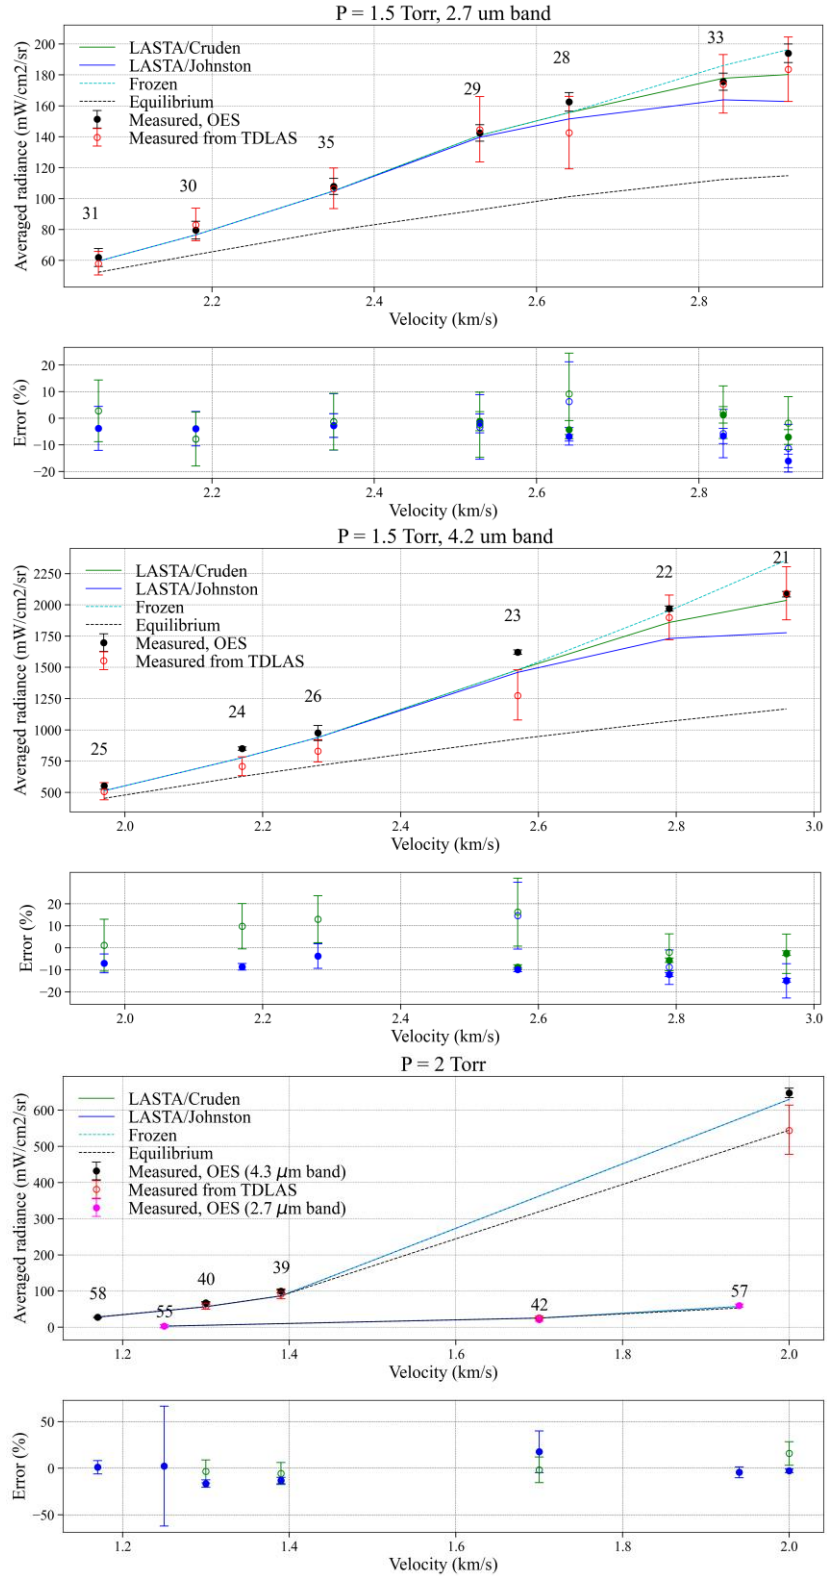 P = 1.5 Torr, 2.7 um band
Averaged radiance (mW/cm2/sr)
200
180
160
140
120
100
80
60
LASTA/Cruden
LASTA/Johnston
Frozen
Equilibrium
Measured, OES
Measured from TDLAS
31
30
35
29
28
33
2.2
2.4
2.6
2.8
Velocity (km/s)
Error (%)
20
10
0
−10
−20
2.2
2.4
2.6
2.8
Velocity (km/s)
P = 1.5 Torr, 4.2 um band
Averaged radiance (mW/cm2/sr)
2250
2000
1750
1500
1250
1000
750
500
LASTA/Cruden
LASTA/Johnston
Frozen
Equilibrium
Measured, OES
Measured from TDLAS
25
24
26
23
22
21
2.0
2.2
2.4
2.6
2.8
3.0
Velocity (km/s)
Error (%)
20
10
0
−10
−20
2.0
2.2
2.4
2.6
2.8
3.0
Velocity (km/s)
P = 2 Torr
Averaged radiance (mW/cm2/sr)
600
500
400
300
200
100
0
LASTA/Cruden
LASTA/Johnston
Frozen
Equilibrium
Measured, OES (4.3 μm band)
Measured from TDLAS
Measured, OES (2.7 μm band)
58
55
40
39
42
57
1.2
1.4
1.6
1.8
2.0
Velocity (km/s)
Error (%)
50
0
−50
1.2
1.4
1.6
1.8
2.0
Velocity (km/s)